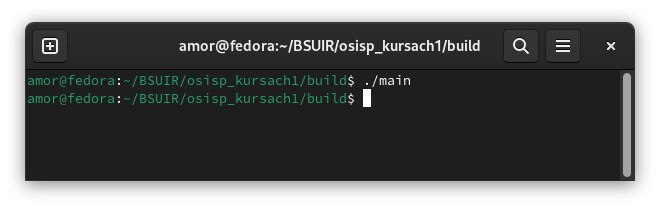 amor@fedora:~/BSUIR/osisp_kursach1/build
amor@fedora:~/BSUIR/osisp_kursach1/build$ ./main
amor@fedora:~/BSUIR/osisp_kursach1/build$